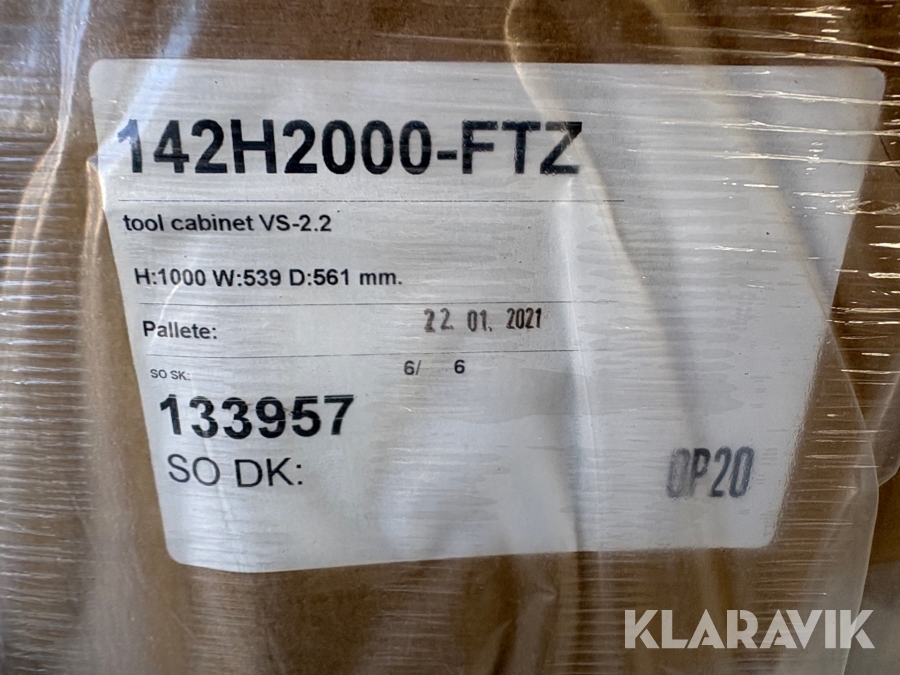 142H2000-FTZ
tool cabinet VS-2.2
H:1000 W:539 D:561 mm.
Pallete: 22. 01. 2021
SO SK: 6/ 6
133957
SO DK:
OP20
KLARAVIK